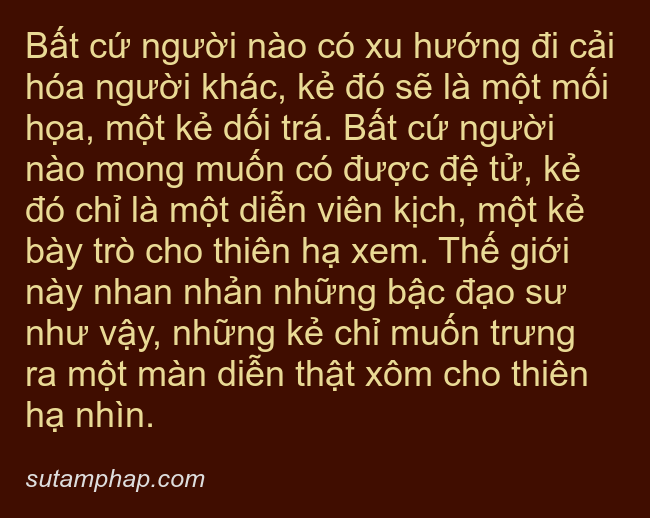 Bất cứ người nào có xu hướng đi cải
hóa người khác, kẻ đó sẽ là một mối
họa, một kẻ dối trá. Bất cứ người
nào mong muốn có được đệ tử, kẻ
đó chỉ là một diễn viên kịch, một kẻ
bày trò cho thiên hạ xem. Thế giới
này nhan nhản những bậc đạo sư
như vậy, những kẻ chỉ muốn trưng
ra một màn diễn thật xôm cho thiên
hạ nhìn.
sutamphap.com